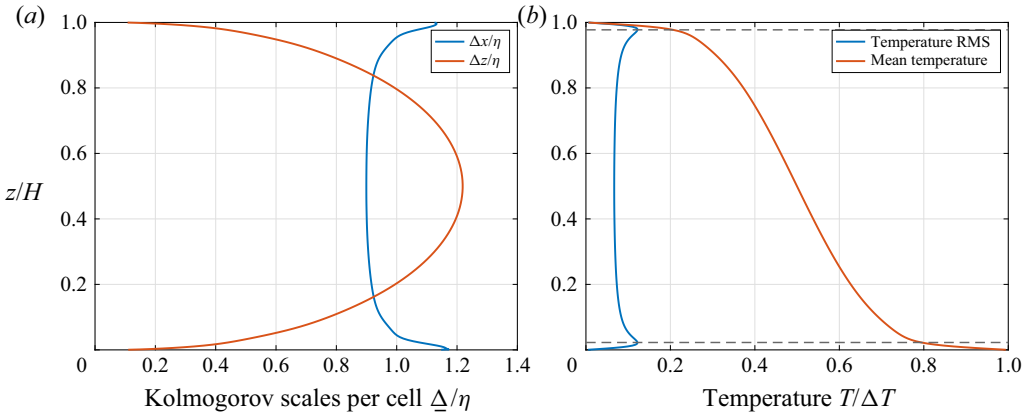 (a)
1.0
0.8
0.6
z/H
0.4
0.2
0
0 0.2 0.4 0.6 0.8 1.0 1.2 1.4
Kolmogorov scales per cell Δ/η
Δx/η
Δz/η
(b)
1.0
0.8
0.6
0.4
0.2
0 0.2 0.4 0.6 0.8 1.0
Temperature T/ΔT
Temperature RMS
Mean temperature